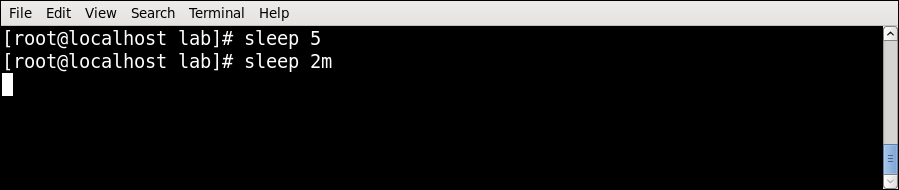 File Edit View Search Terminal Help
[root@localhost lab]# sleep 5
[root@localhost lab]# sleep 2m